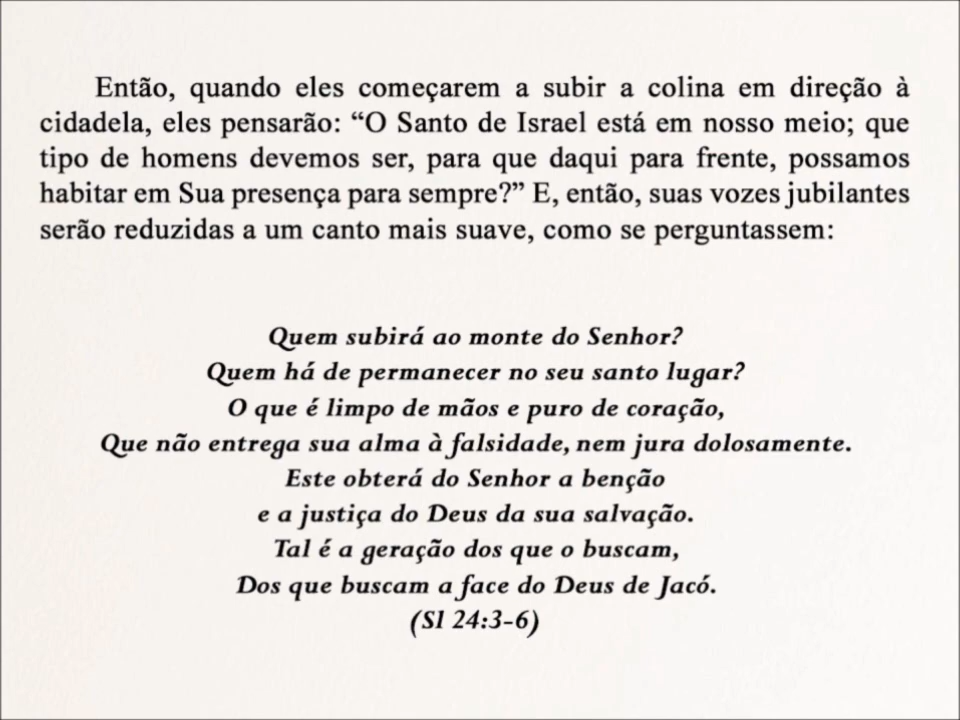 Então, quando eles começarem a subir a colina em direção à
cidadela, eles pensarão: “O Santo de Israel está em nosso meio; que
tipo de homens devemos ser, para que daqui para frente, possamos
habitar em Sua presença para sempre?” E, então, suas vozes jubilantes
serão reduzidas a um canto mais suave, como se perguntassem:
Quem subirá ao monte do Senhor?
Quem há de permanecer no seu santo lugar?
O que é limpo de mãos e puro de coração,
Que não entrega sua alma à falsidade, nem jura dolosamente.
Este obterá do Senhor a benção
e a justiça do Deus da sua salvação.
Tal é a geração dos que o buscam,
Dos que buscam a face do Deus de Jacó.
(Sl 24:3-6)